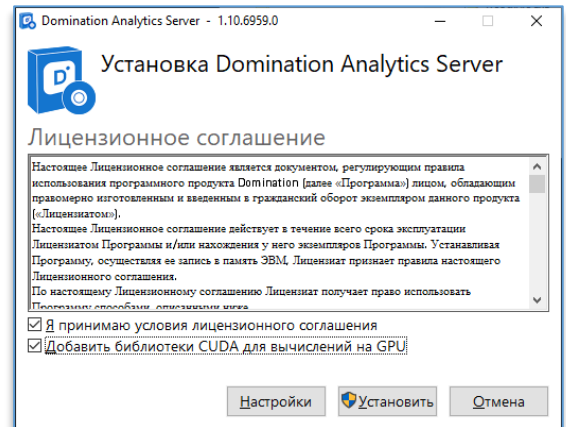 Domination Analytics Server - 1.10.6959.0
Установка Domination Analytics Server
D
Лицензионное соглашение
Настоящее Лицензионное соглашение является документом, регулирующим правила
использования программного продукта Domination (далее «Программа») лицом, обладающим
правомерно изготовленным и введенным в гражданский оборот экземпляром данного продукта
(«Лицензиатом»).
Настоящее Лицензионное соглашение действует в течение всего срока эксплуатации
Лицензиатом Программы и/или нахождения у него экземпляров Программы. Устанавливая
Программу, осуществляя ее запись в память ЭВМ, Лицензиат признает правила настоящего
Лицензионного соглашения.
По настоящему Лицензионному соглашению Лицензиат получает право использовать
Программу способами, описанными ниже
Я принимаю условия лицензионного соглашения
Добавить библиотеки CUDA для вычислений на GPU
Настройки Установить Отмена